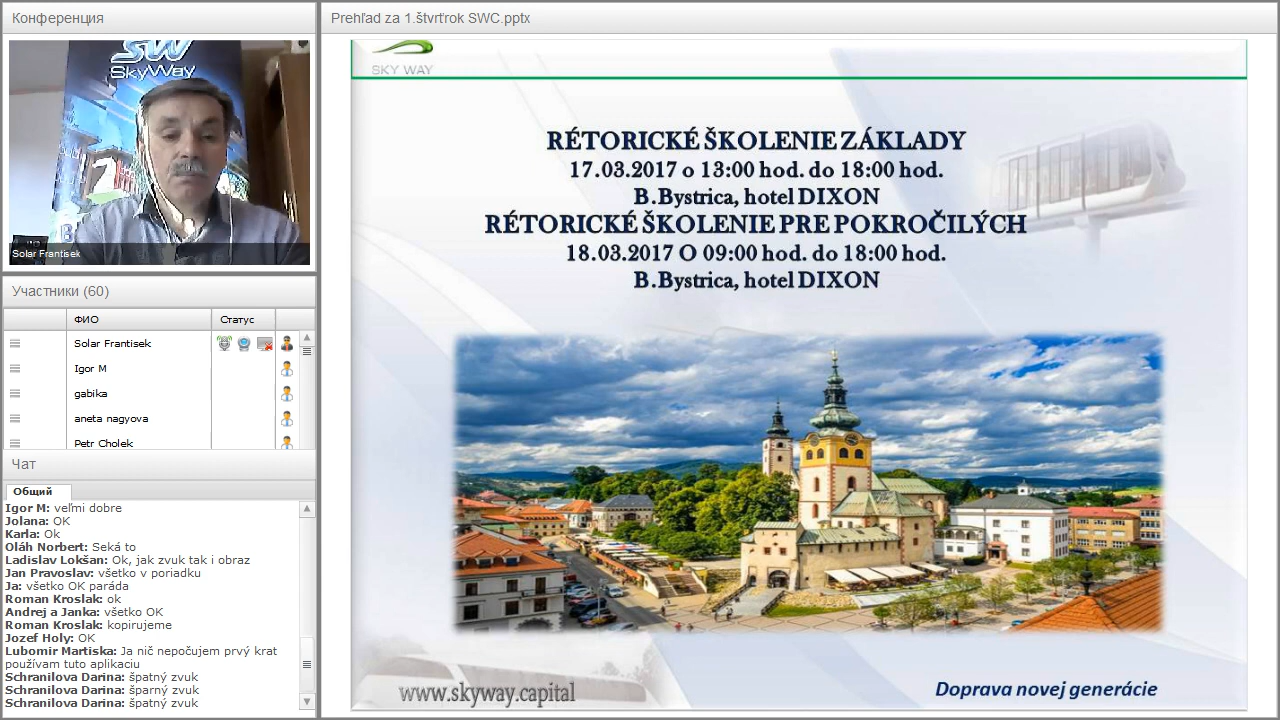 Конференция
SW
SkyWay
Solar Frantisek
Участники (60)
ФИО
Статус
Solar Frantisek
Igor M
gabika
aneta nagyova
Petr Cholek
Чат
Общий
Igor M: veľmi dobre
Jolana: OK
Karla: Ok
Oláh Norbert: Seká to
Ladislav Lokšan: Ok, jak zvuk tak i obraz
Jan Pravoslav: všetko v poriadku
Ja: všetko OK paráda
Roman Kroslak: ok
Andrej a Janka: všetko OK
Roman Kroslak: kopirujeme
Jozef Holy: OK
Lubomir Martiska: Ja nič nepočujem prvý krat
použivam tuto aplikaciu
Schranilova Darina: špatný zvuk
Schranilova Darina: šparný zvuk
Schranilova Darina: špatný zvuk
Prehľad za 1.štvrťrok SWC.pptx
SKY WAY
RÉTORICKÉ ŠKOLENIE ZÁKLADY
17.03.2017 o 13:00 hod. do 18:00 hod.
B.Bystrica, hotel DIXON
RÉTORICKÉ ŠKOLENIE PRE POKROČILÝCH
18.03.2017 O 09:00 hod. do 18:00 hod.
B.Bystrica, hotel DIXON
www.skyway.capital
Doprava novej generácie